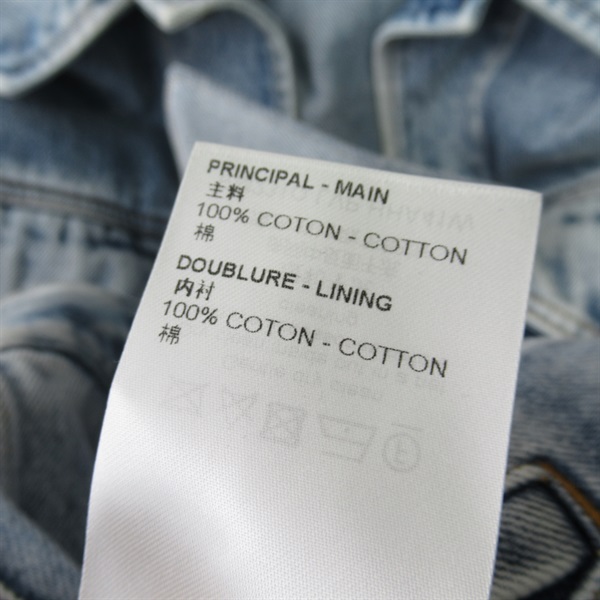 PRINCIPAL - MAIN
主料
100% COTON - COTTON
棉
DOUBLURE - LINING
内衬
100% COTON - COTTON
棉